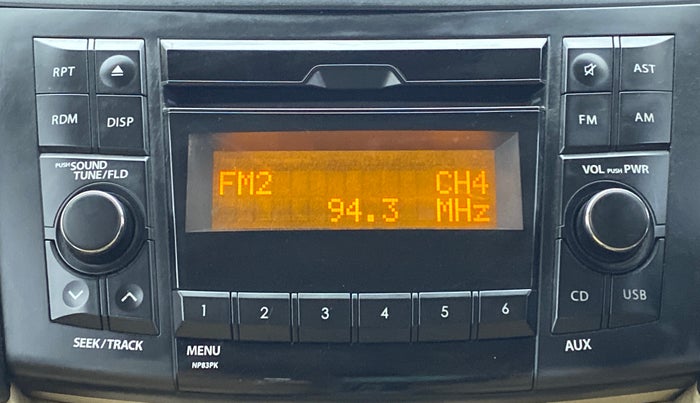 RPT
AST
RDM
DISP
FM
AM
PUSH SOUND
TUNE/FLD
VOL PUSH PWR
FM2 CH4
94.3 MHz
CD
USB
1 2 3 4 5 6
SEEK/TRACK
MENU
AUX
NP83PK